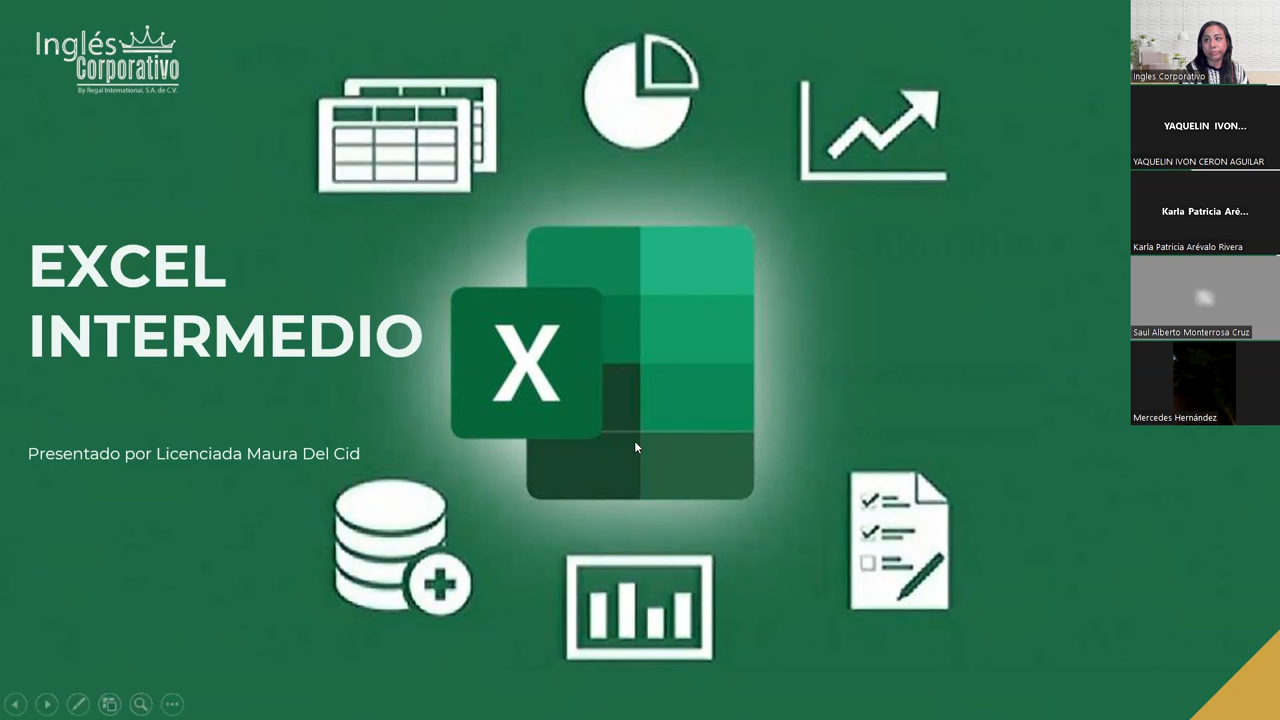 Inglés
Corporativo
By Regal International, S.A. de C.V.
EXCEL
INTERMEDIO
Presentado por Licenciada Maura Del Cid
X
Ingles Corporativo
YAQUELIN IVON...
YAQUELIN IVON CERON AGUILAR
Karla Patricia Aré...
Karla Patricia Arévalo Rivera
Saul Alberto Monterrosa Cruz
Mercedes Hernández